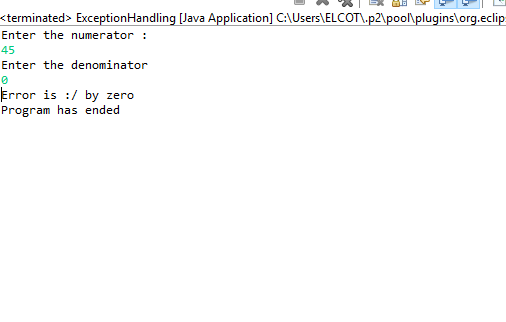 <terminated> ExceptionHandling [Java Application] C:\Users\ELCOT\.p2\pool\plugins\org.eclip
Enter the numerator :
45
Enter the denominator
0
Error is :/ by zero
Program has ended